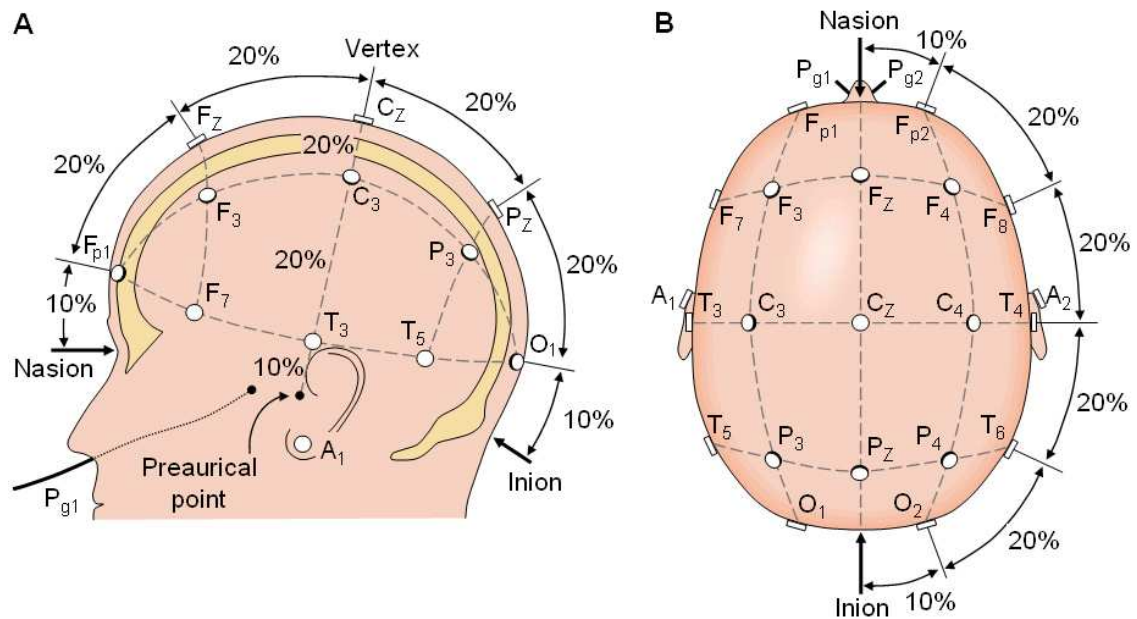 A
20%
Vertex
20%
F_Z
C_Z
20%
20%
F_3
C_3
P_Z
F_p1
20%
P_3
20%
10%
F_7
T_3
T_5
O_1
Nasion
10%
10%
A_1
Preaurical
point
Inion
P_g1
B
Nasion
10%
P_g1
P_g2
F_p1
F_p2
20%
F_7
F_3
F_Z
F_4
F_8
20%
A_1
T_3
C_3
C_Z
C_4
T_4
A_2
20%
T_5
P_3
P_Z
P_4
T_6
O_1
O_2
20%
10%
Inion